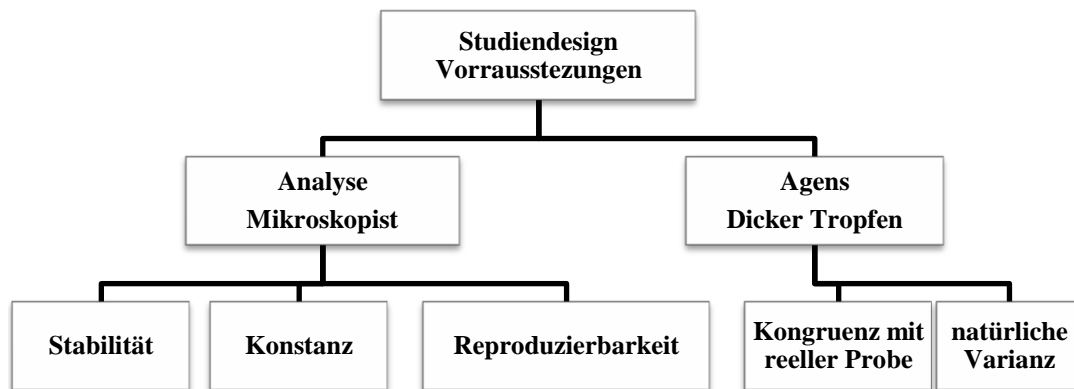 Studiendesign
Vorrausstezungen
Analyse
Mikroskopist
Agens
Dicker Tropfen
Stabilität
Konstanz
Reproduzierbarkeit
Kongruenz mit
reeller Probe
natürliche
Varianz